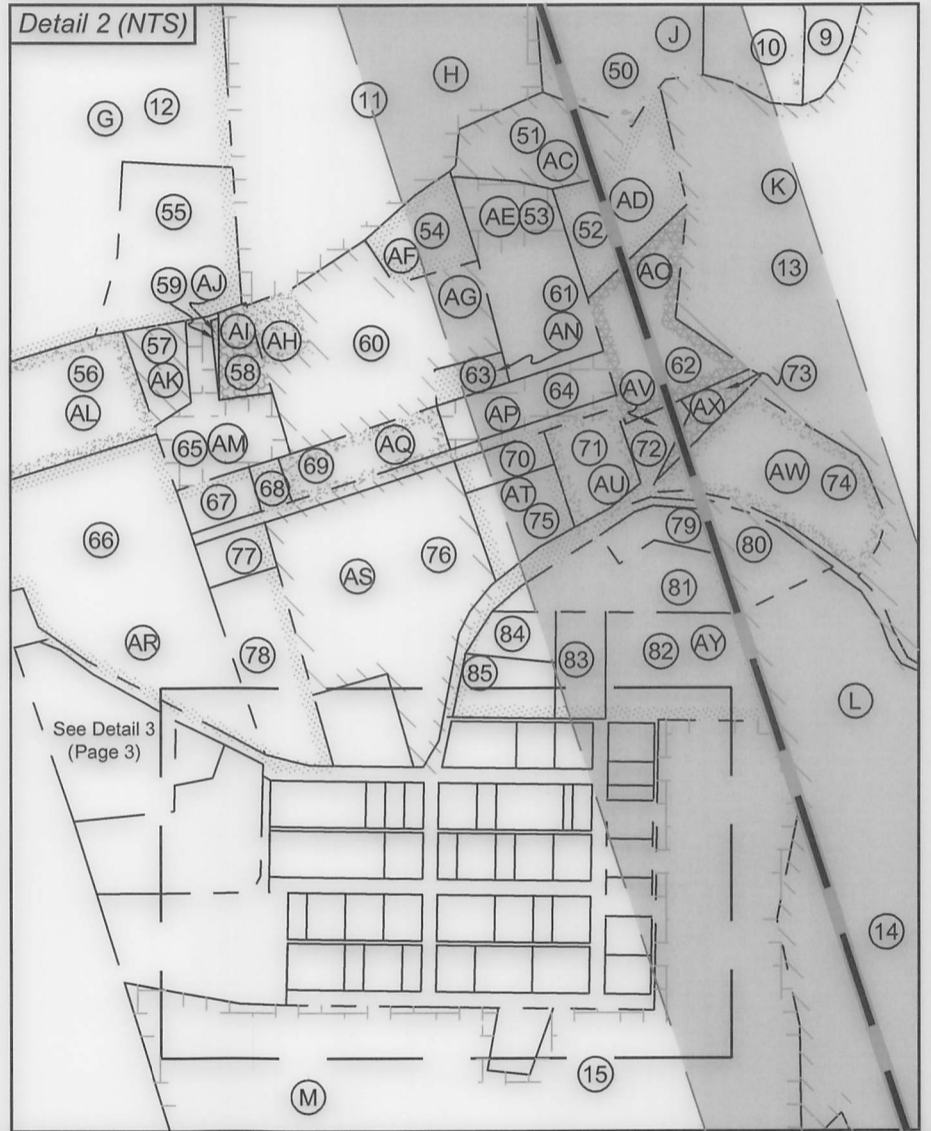 Detail 2 (NTS)
J
10
9
H
50
12
11
G
51
AC
K
AD
55
AE
53
54
52
AF
13
AO
59
AJ
AG
61
AI
AN
AH
57
60
62
56
AK
58
63
73
64
AV
AL
AP
AX
65
AM
AQ
71
72
69
70
AW
74
68
AT
AU
67
75
79
66
77
76
80
AS
81
84
AR
78
83
82
AY
85
L
See Detail 3
(Page 3)
14
15
M